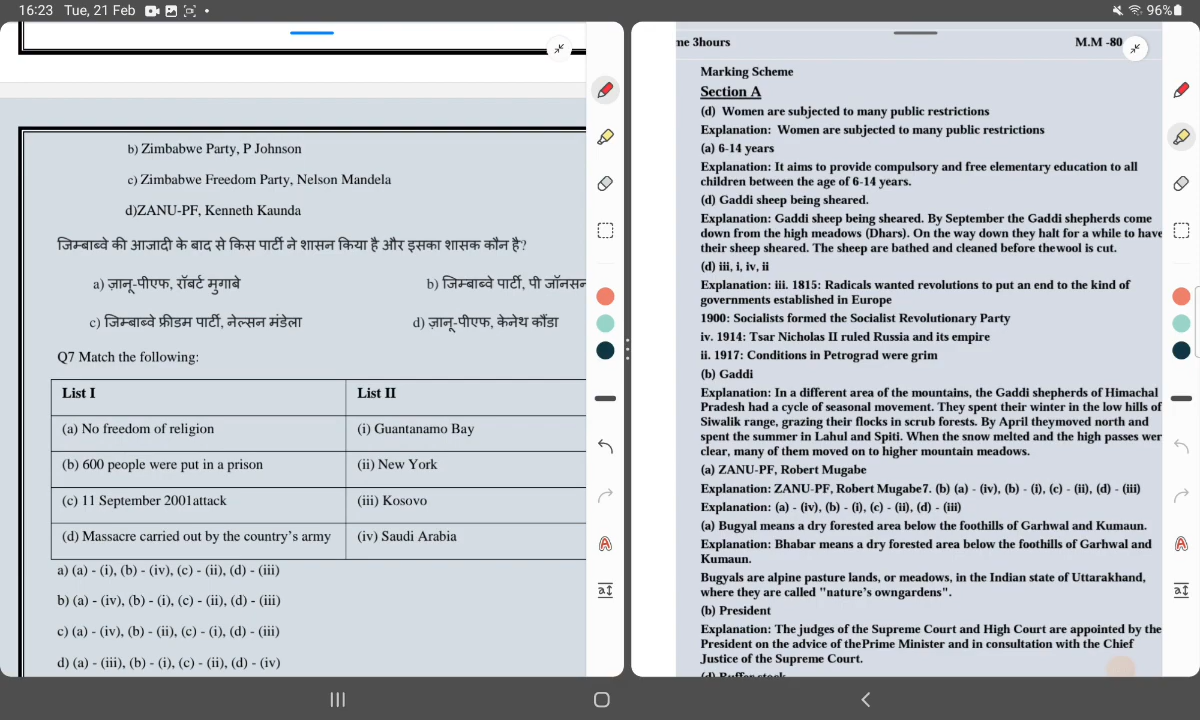 16:23 Tue, 21 Feb
96%
b) Zimbabwe Party, P Johnson
c) Zimbabwe Freedom Party, Nelson Mandela
d)ZANU-PF, Kenneth Kaunda
जिम्बाब्वे की आजादी के बाद से किस पार्टी ने शासन किया है और इसका शासक कौन है?
a) ज़ानू-पीएफ, रॉबर्ट मुगाबे b) जिम्बाब्वे पार्टी, पी जॉनसन
c) जिम्बाब्वे फ्रीडम पार्टी, नेल्सन मंडेला d) ज़ानू-पीएफ, केनेथ कौंडा
Q7 Match the following:
List I List II
(a) No freedom of religion (i) Guantanamo Bay
(b) 600 people were put in a prison (ii) New York
(c) 11 September 2001attack (iii) Kosovo
(d) Massacre carried out by the country's army (iv) Saudi Arabia
a) (a) - (i), (b) - (iv), (c) - (ii), (d) - (iii)
b) (a) - (iv), (b) - (i), (c) - (ii), (d) - (iii)
c) (a) - (iv), (b) - (ii), (c) - (i), (d) - (iii)
d) (a) - (iii), (b) - (i), (c) - (ii), (d) - (iv)
me 3hours M.M -80
Marking Scheme
Section A
(d) Women are subjected to many public restrictions
Explanation: Women are subjected to many public restrictions
(a) 6-14 years
Explanation: It aims to provide compulsory and free elementary education to all
children between the age of 6-14 years.
(d) Gaddi sheep being sheared.
Explanation: Gaddi sheep being sheared. By September the Gaddi shepherds come
down from the high meadows (Dhars). On the way down they halt for a while to have
their sheep sheared. The sheep are bathed and cleaned before thewool is cut.
(d) iii, i, iv, ii
Explanation: iii. 1815: Radicals wanted revolutions to put an end to the kind of
governments established in Europe
1900: Socialists formed the Socialist Revolutionary Party
iv. 1914: Tsar Nicholas II ruled Russia and its empire
ii. 1917: Conditions in Petrograd were grim
(b) Gaddi
Explanation: In a different area of the mountains, the Gaddi shepherds of Himachal
Pradesh had a cycle of seasonal movement. They spent their winter in the low hills of
Siwalik range, grazing their flocks in scrub forests. By April theymoved north and
spent the summer in Lahul and Spiti. When the snow melted and the high passes wer
clear, many of them moved on to higher mountain meadows.
(a) ZANU-PF, Robert Mugabe
Explanation: ZANU-PF, Robert Mugabe7. (b) (a) - (iv), (b) - (i), (c) - (ii), (d) - (iii)
Explanation: (a) - (iv), (b) - (i), (c) - (ii), (d) - (iii)
(a) Bugyal means a dry forested area below the foothills of Garhwal and Kumaun.
Explanation: Bhabar means a dry forested area below the foothills of Garhwal and
Kumaun.
Bugyals are alpine pasture lands, or meadows, in the Indian state of Uttarakhand,
where they are called "nature's owngardens".
(b) President
Explanation: The judges of the Supreme Court and High Court are appointed by the
President on the advice of thePrime Minister and in consultation with the Chief
Justice of the Supreme Court.
(d) Buffer stock